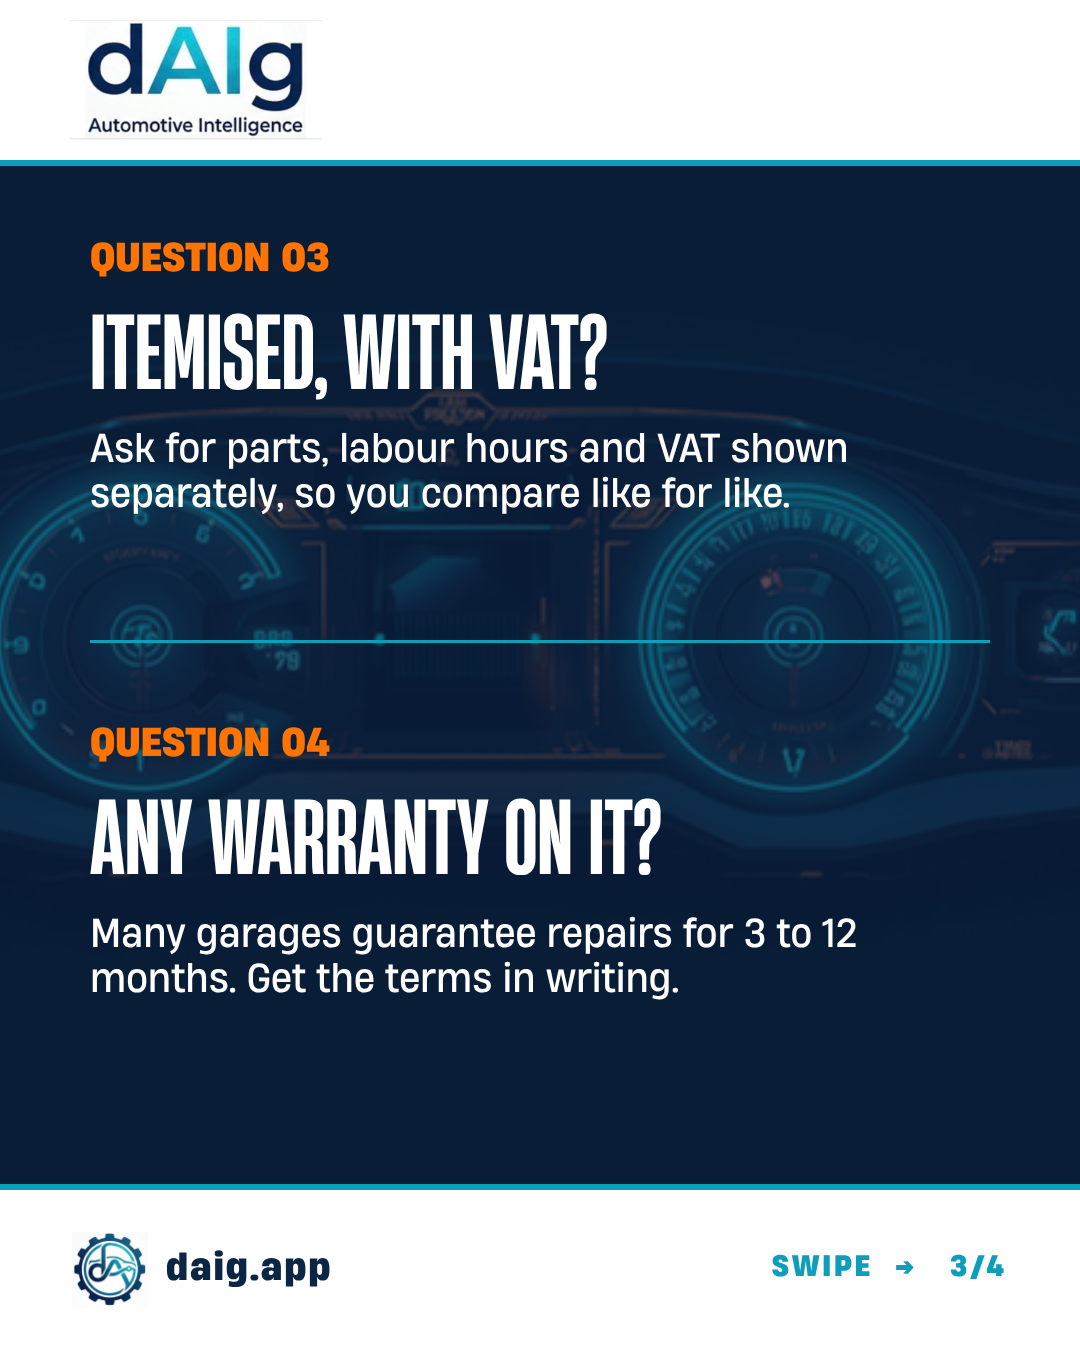 dAIg
Automotive Intelligence
QUESTION 03
ITEMISED, WITH VAT?
Ask for parts, labour hours and VAT shown
separately, so you compare like for like.
QUESTION 04
ANY WARRANTY ON IT?
Many garages guarantee repairs for 3 to 12
months. Get the terms in writing.
daig.app
SWIPE → 3/4